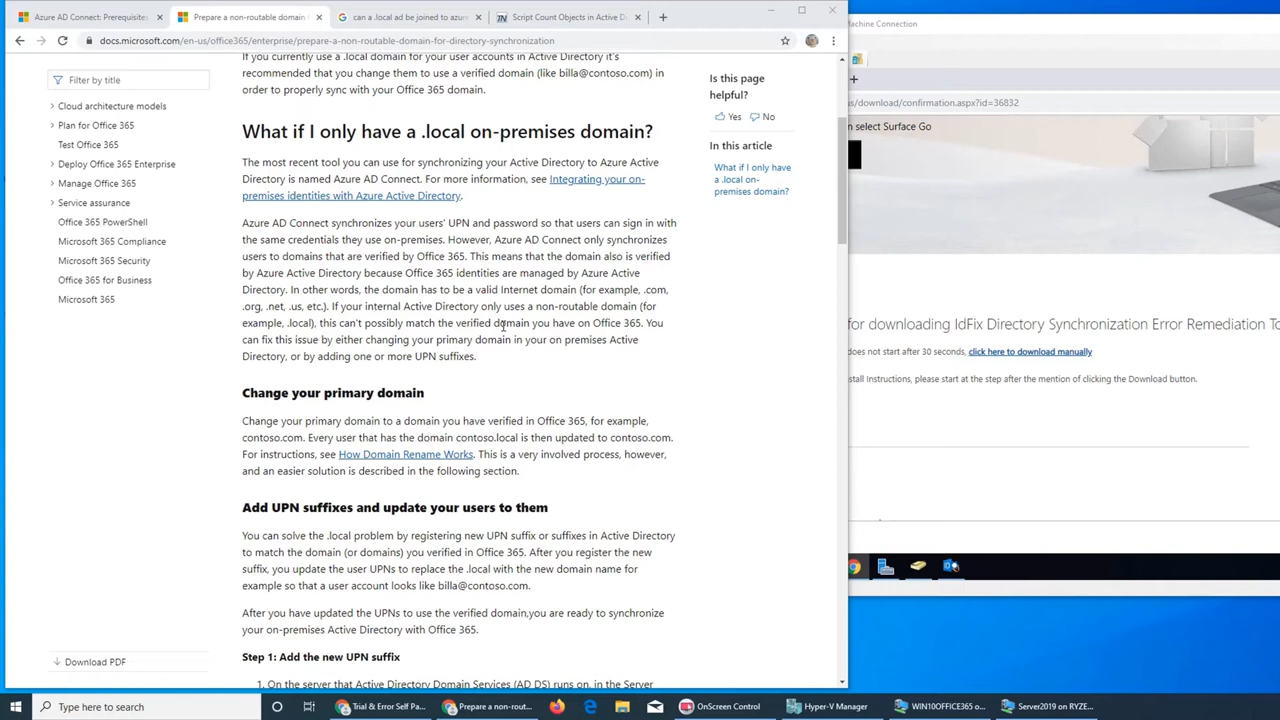 Azure AD Connect: Prerequisites
Prepare a non-routable domain
can a .local ad be joined to azure
Script Count Objects in Active Di
docs.microsoft.com/en-us/office365/enterprise/prepare-a-non-routable-domain-for-directory-synchronization
Filter by title
Cloud architecture models
Plan for Office 365
Test Office 365
Deploy Office 365 Enterprise
Manage Office 365
Service assurance
Office 365 PowerShell
Microsoft 365 Compliance
Microsoft 365 Security
Office 365 for Business
Microsoft 365
Download PDF
If you currently use a .local domain for your user accounts in Active Directory it's
recommended that you change them to use a verified domain (like billa@contoso.com) in
order to properly sync with your Office 365 domain.
What if I only have a .local on-premises domain?
The most recent tool you can use for synchronizing your Active Directory to Azure Active
Directory is named Azure AD Connect. For more information, see Integrating your on-
premises identities with Azure Active Directory.
Azure AD Connect synchronizes your users' UPN and password so that users can sign in with
the same credentials they use on-premises. However, Azure AD Connect only synchronizes
users to domains that are verified by Office 365. This means that the domain also is verified
by Azure Active Directory because Office 365 identities are managed by Azure Active
Directory. In other words, the domain has to be a valid Internet domain (for example, .com,
.org, .net, .us, etc.). If your internal Active Directory only uses a non-routable domain (for
example, .local), this can't possibly match the verified domain you have on Office 365. You
can fix this issue by either changing your primary domain in your on premises Active
Directory, or by adding one or more UPN suffixes.
Change your primary domain
Change your primary domain to a domain you have verified in Office 365, for example,
contoso.com. Every user that has the domain contoso.local is then updated to contoso.com.
For instructions, see How Domain Rename Works. This is a very involved process, however,
and an easier solution is described in the following section.
Add UPN suffixes and update your users to them
You can solve the .local problem by registering new UPN suffix or suffixes in Active Directory
to match the domain (or domains) you verified in Office 365. After you register the new
suffix, you update the user UPNs to replace the .local with the new domain name for
example so that a user account looks like billa@contoso.com.
After you have updated the UPNs to use the verified domain,you are ready to synchronize
your on-premises Active Directory with Office 365.
Step 1: Add the new UPN suffix
1. On the server that Active Directory Domain Services (AD DS) runs on, in the Server
Is this page
helpful?
Yes No
In this article
What if I only have
a .local on-
premises domain?
Machine Connection
us/download/confirmation.aspx?id=36832
n select Surface Go
for downloading IdFix Directory Synchronization Error Remediation To
does not start after 30 seconds, click here to download manually
stall Instructions, please start at the step after the mention of clicking the Download button.
Type here to search
Trial & Error Self Pa...
Prepare a non-rout...
OnScreen Control
Hyper-V Manager
WIN10OFFICE365 o...
Server2019 on RYZE...